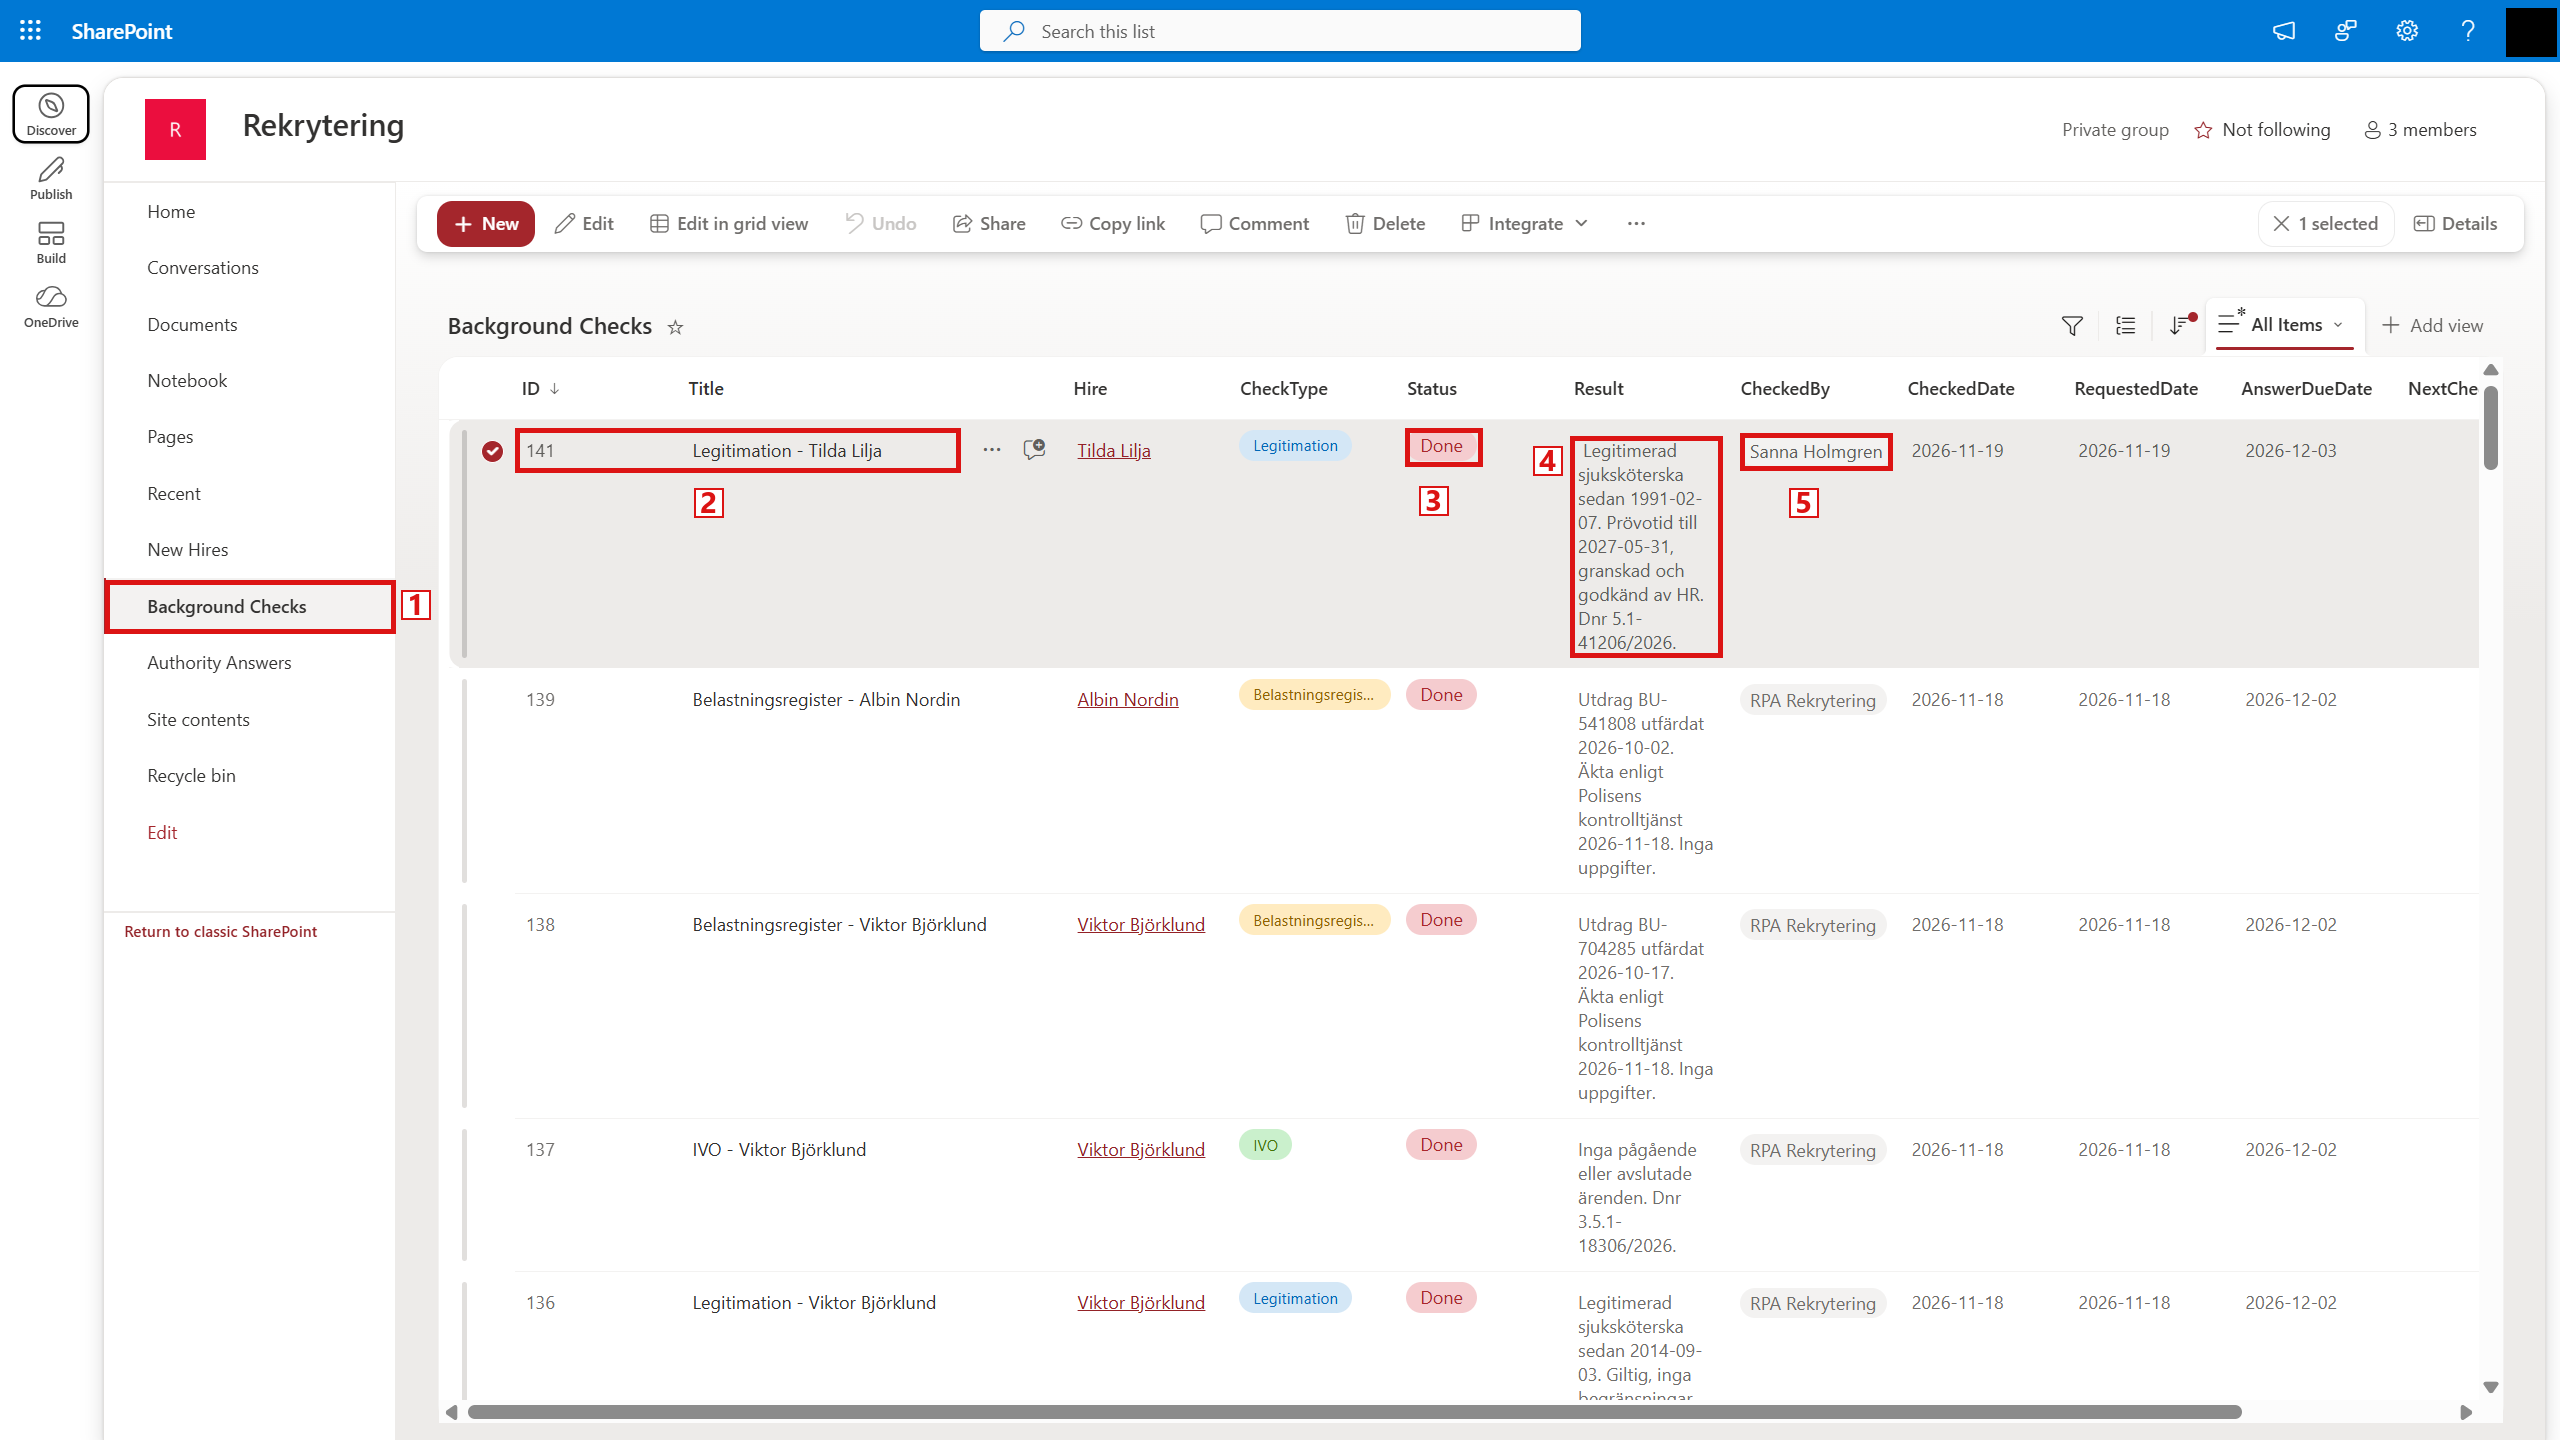 SharePoint
Search this list
Discover
Publish
Build
OneDrive
R
Rekrytering
Private group
Not following
3 members
Home
Conversations
Documents
Notebook
Pages
Recent
New Hires
Background Checks
1
Authority Answers
Site contents
Recycle bin
Edit
Return to classic SharePoint
New
Edit
Edit in grid view
Undo
Share
Copy link
Comment
Delete
Integrate
1 selected
Details
Background Checks
All Items
Add view
ID
Title
Hire
CheckType
Status
Result
CheckedBy
CheckedDate
RequestedDate
AnswerDueDate
NextChe
141
Legitimation - Tilda Lilja
2
Tilda Lilja
Legitimation
Done
3
4
Legitimerad
sjuksköterska
sedan 1991-02-
07. Prövotid till
2027-05-31,
granskad och
godkänd av HR.
Dnr 5.1-
41206/2026.
Sanna Holmgren
5
2026-11-19
2026-11-19
2026-12-03
139
Belastningsregister - Albin Nordin
Albin Nordin
Belastningsregis...
Done
Utdrag BU-
541808 utfärdat
2026-10-02.
Äkta enligt
Polisens
kontrolltjänst
2026-11-18. Inga
uppgifter.
RPA Rekrytering
2026-11-18
2026-11-18
2026-12-02
138
Belastningsregister - Viktor Björklund
Viktor Björklund
Belastningsregis...
Done
Utdrag BU-
704285 utfärdat
2026-10-17.
Äkta enligt
Polisens
kontrolltjänst
2026-11-18. Inga
uppgifter.
RPA Rekrytering
2026-11-18
2026-11-18
2026-12-02
137
IVO - Viktor Björklund
Viktor Björklund
IVO
Done
Inga pågående
eller avslutade
ärenden. Dnr
3.5.1-
18306/2026.
RPA Rekrytering
2026-11-18
2026-11-18
2026-12-02
136
Legitimation - Viktor Björklund
Viktor Björklund
Legitimation
Done
Legitimerad
sjuksköterska
sedan 2014-09-
03. Giltig, inga
begränsningar
RPA Rekrytering
2026-11-18
2026-11-18
2026-12-02